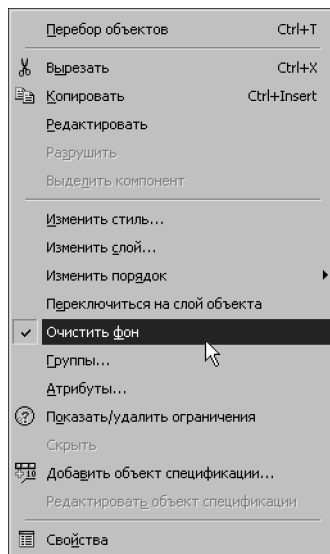 Перебор объектов Ctrl+T
Вырезать Ctrl+X
Копировать Ctrl+Insert
Редактировать
Разрушить
Выделить компонент
Изменить стиль...
Изменить слой...
Изменить порядок
Переключиться на слой объекта
Очистить фон
Группы...
Атрибуты...
Показать/удалить ограничения
Скрыть
Добавить объект спецификации...
Редактировать объект спецификации
Свойства